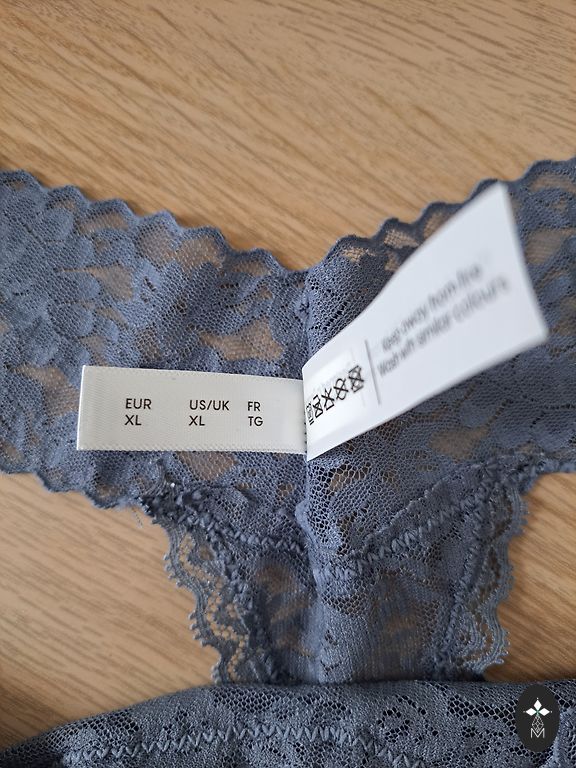 EUR US/UK FR
XL XL TG
Keep away from fire
Wash with similar colours
M